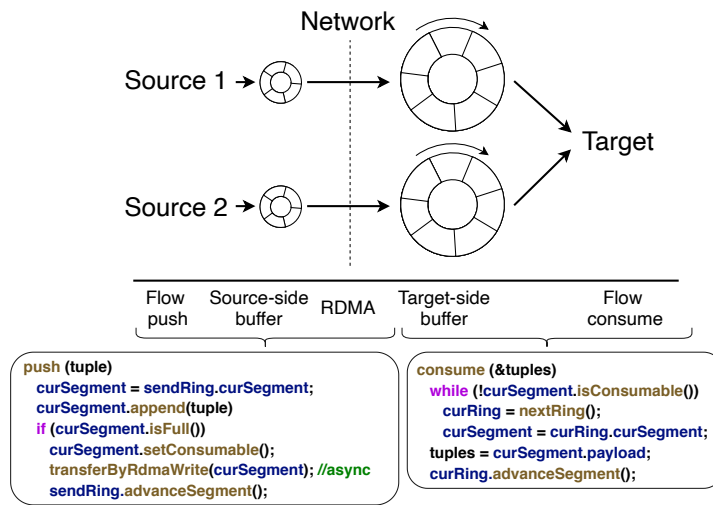 Network
Source 1
Target
Source 2
Flow push
Source-side buffer
RDMA
Target-side buffer
Flow consume
push (tuple)
curSegment = sendRing.curSegment;
curSegment.append(tuple)
if (curSegment.isFull())
curSegment.setConsumable();
transferByRdmaWrite(curSegment); //async
sendRing.advanceSegment();
consume (&tuples)
while (!curSegment.isConsumable())
curRing = nextRing();
curSegment = curRing.curSegment;
tuples = curSegment.payload;
curRing.advanceSegment();